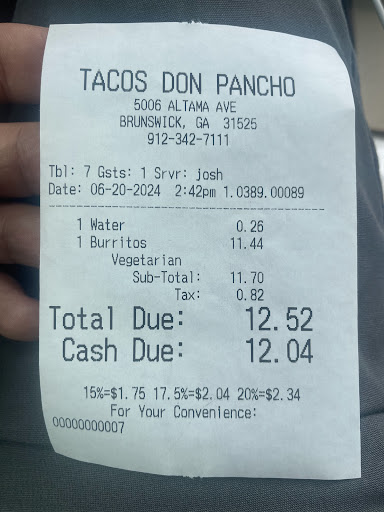 TACOS DON PANCHO
5006 ALTAMA AVE
BRUNSWICK, GA 31525
912-342-7111
Tbl: 7 Gsts: 1 Srvr: josh
Date: 06-20-2024 2:42pm 1.0389.00089
1 Water 0.26
1 Burritos 11.44
Vegetarian
Sub-Total: 11.70
Tax: 0.82
Total Due: 12.52
Cash Due: 12.04
15%=$1.75 17.5%=$2.04 20%=$2.34
For Your Convenience:
00000000007